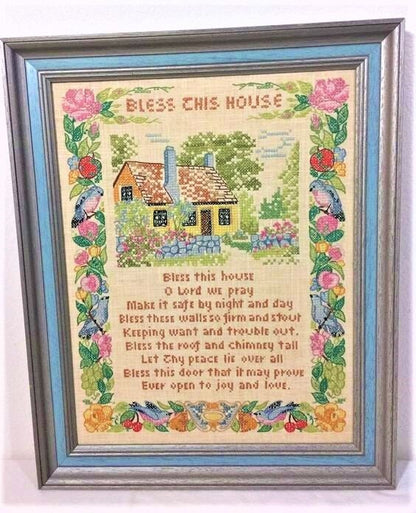 BLESS THIS HOUSE
Bless this house
O Lord we pray
Make it safe by night and day
Bless these walls so firm and stout
Keeping want and trouble out.
Bless the roof and chimney tall
Let Thy peace lie over all
Bless this door that it may prove
Ever open to joy and love.